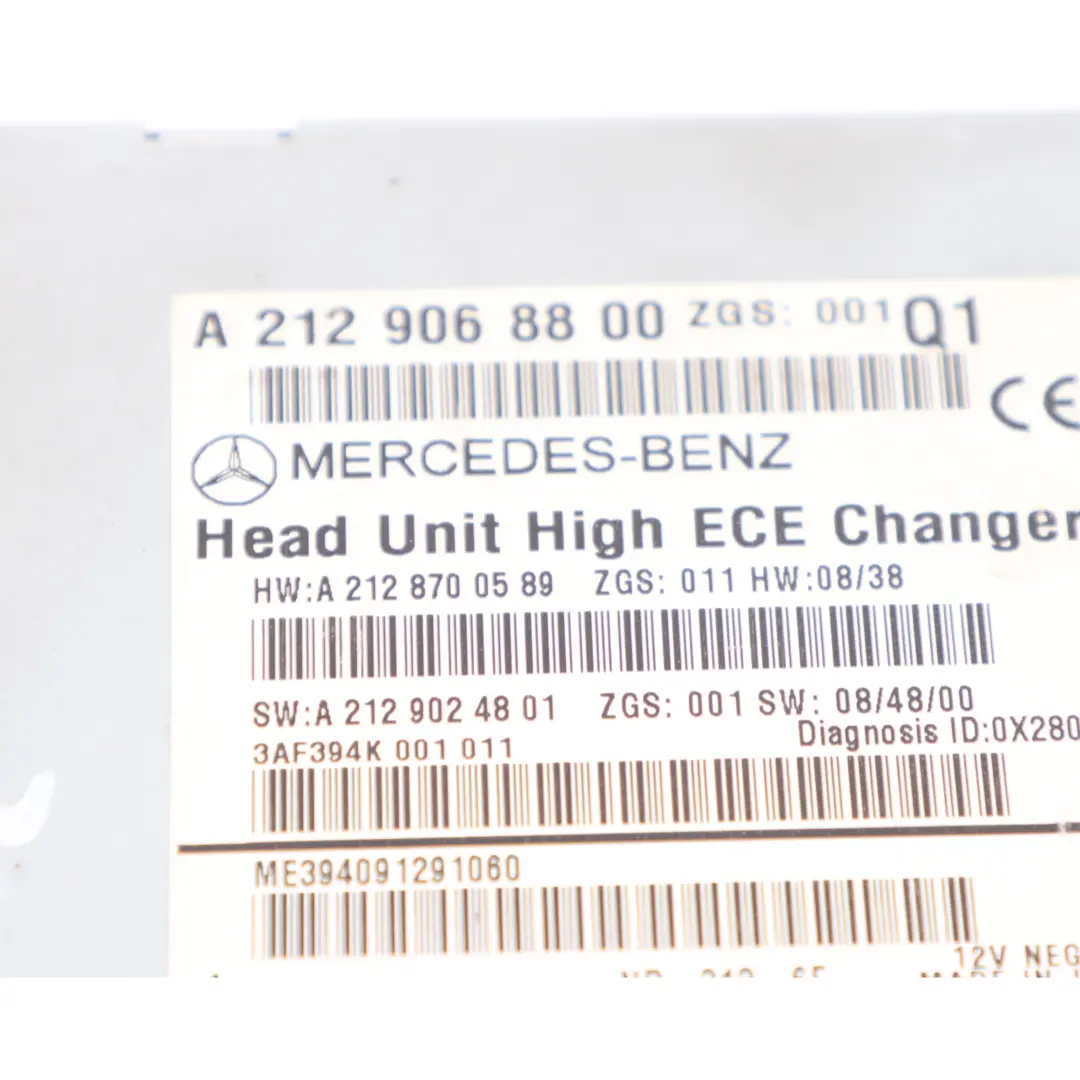 A 212 906 88 00 ZGS: 001 Q1
CE
MERCEDES-BENZ
Head Unit High ECE Changer
HW:A 212 870 05 89 ZGS: 011 HW:08/38
SW:A 212 902 48 01 ZGS: 001 SW: 08/48/00
Diagnosis ID:0X280
3AF394K 001 011
ME394091291060
12V NEG
MADE IN